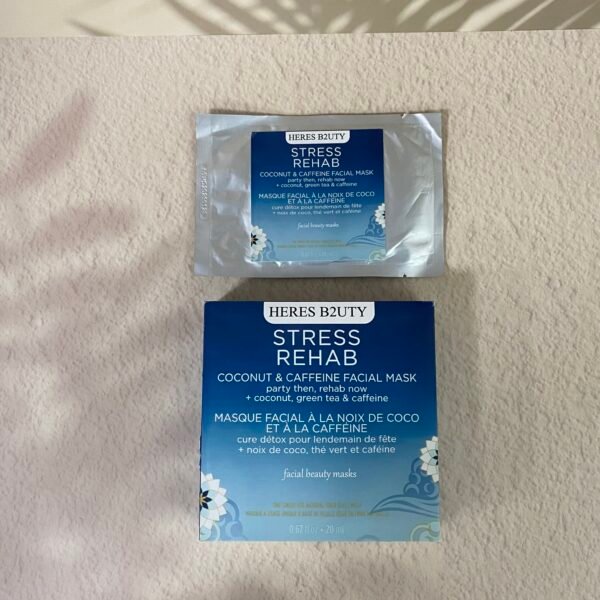 HERES B2UTY
STRESS
REHAB
COCONUT & CAFFEINE FACIAL MASK
party then, rehab now
+ coconut, green tea & caffeine
MASQUE FACIAL À LA NOIX DE COCO
ET À LA CAFÉINE
cure détox pour lendemain de fête
+ noix de coco, thé vert et caféine
facial beauty masks
HERES B2UTY
STRESS
REHAB
COCONUT & CAFFEINE FACIAL MASK
party then, rehab now
+ coconut, green tea & caffeine
MASQUE FACIAL À LA NOIX DE COCO
ET À LA CAFÉINE
cure détox pour lendemain de fête
+ noix de coco, thé vert et caféine
facial beauty masks
0.67 fl oz • 20 ml